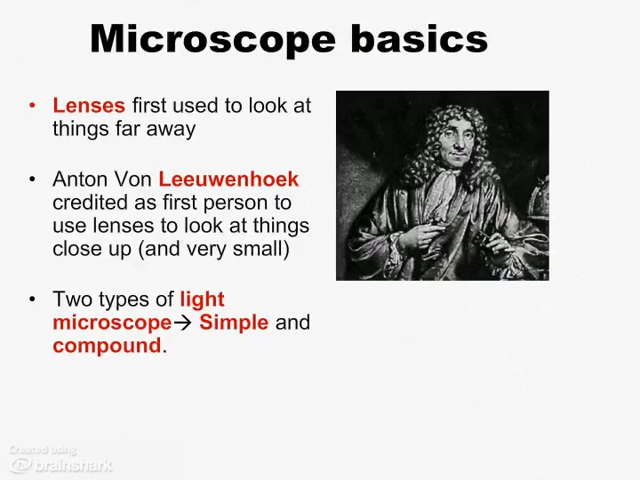 Microscope basics
• Lenses first used to look at
things far away
• Anton Von Leeuwenhoek
credited as first person to
use lenses to look at things
close up (and very small)
• Two types of light
microscope→ Simple and
compound.
Created using
brainshark